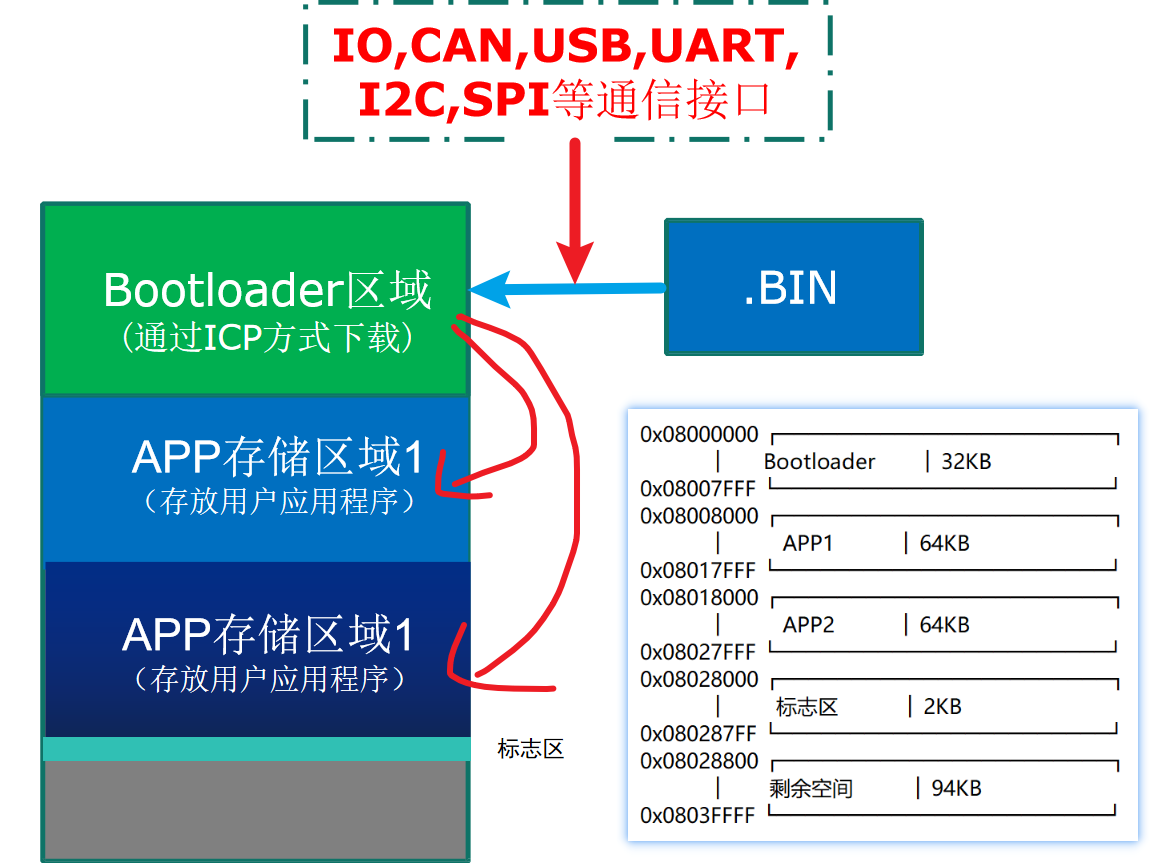 IO,CAN,USB,UART,
I2C,SPI等通信接口
Bootloader区域
(通过ICP方式下载)
.BIN
APP存储区域1
（存放用户应用程序）
APP存储区域1
（存放用户应用程序）
标志区
0x08000000
| Bootloader | 32KB
0x08007FFF
0x08008000
| APP1 | 64KB
0x08017FFF
0x08018000
| APP2 | 64KB
0x08027FFF
0x08028000
| 标志区 | 2KB
0x080287FF
0x08028800
| 剩余空间 | 94KB
0x0803FFFF